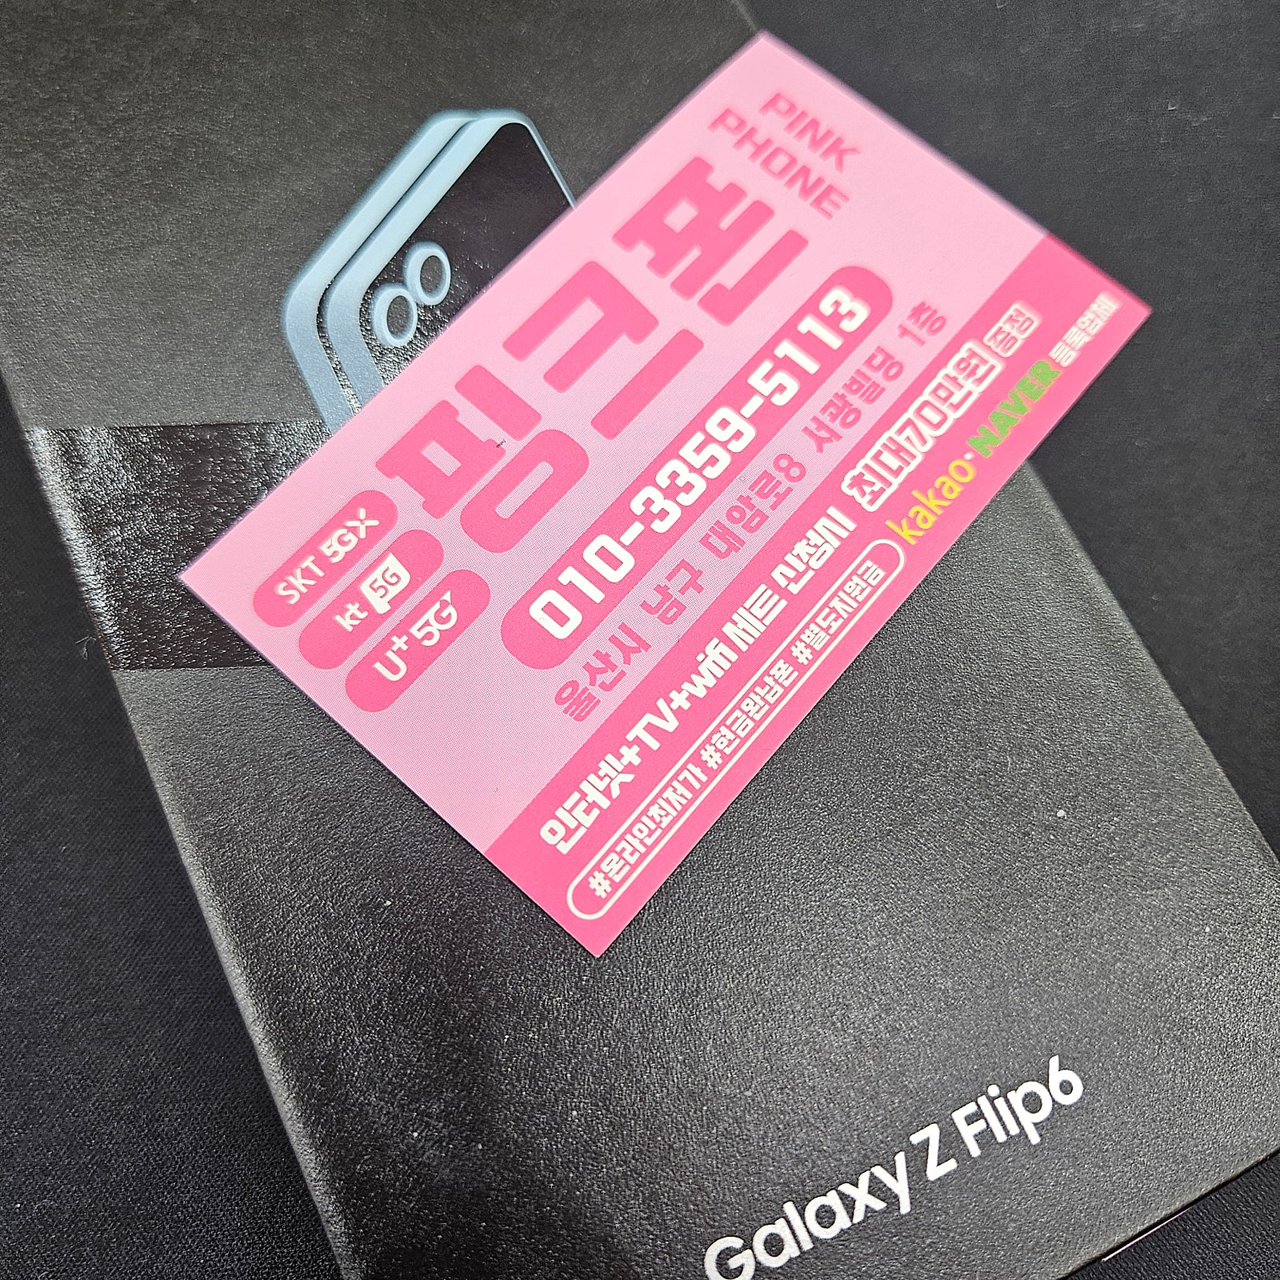 PINK
PHONE
핑크폰
SKT 5GX
kt 5G
U+ 5G
010-3359-5113
울산시 남구 대암로8 서광빌딩 1층
인터넷+TV+wifi 세트 신청시 최대70만원 증정
#온라인최저가 #현금완납폰 #별도지원금 kakao·NAVER 등록업체
Galaxy Z Flip6